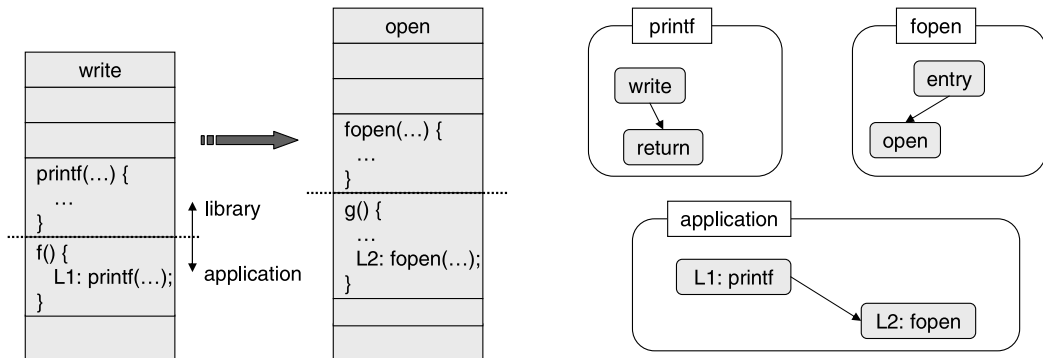 write
printf(…) {
…
}
f() {
L1: printf(…);
}
library
application
open
fopen(…) {
…
}
g() {
…
L2: fopen(…);
}
printf
write
return
fopen
entry
open
application
L1: printf
L2: fopen